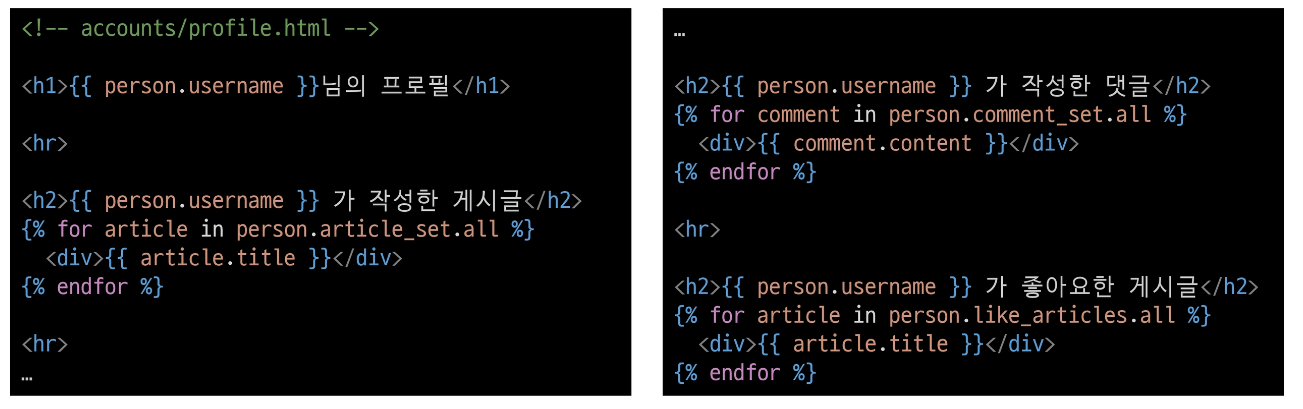 <!-- accounts/profile.html -->
<h1>{{ person.username }}님의 프로필</h1>
<hr>
<h2>{{ person.username }} 가 작성한 게시글</h2>
{% for article in person.article_set.all %}
  <div>{{ article.title }}</div>
{% endfor %}
<hr>
…
…
<h2>{{ person.username }} 가 작성한 댓글</h2>
{% for comment in person.comment_set.all %}
  <div>{{ comment.content }}</div>
{% endfor %}
<hr>
<h2>{{ person.username }} 가 좋아요한 게시글</h2>
{% for article in person.like_articles.all %}
  <div>{{ article.title }}</div>
{% endfor %}